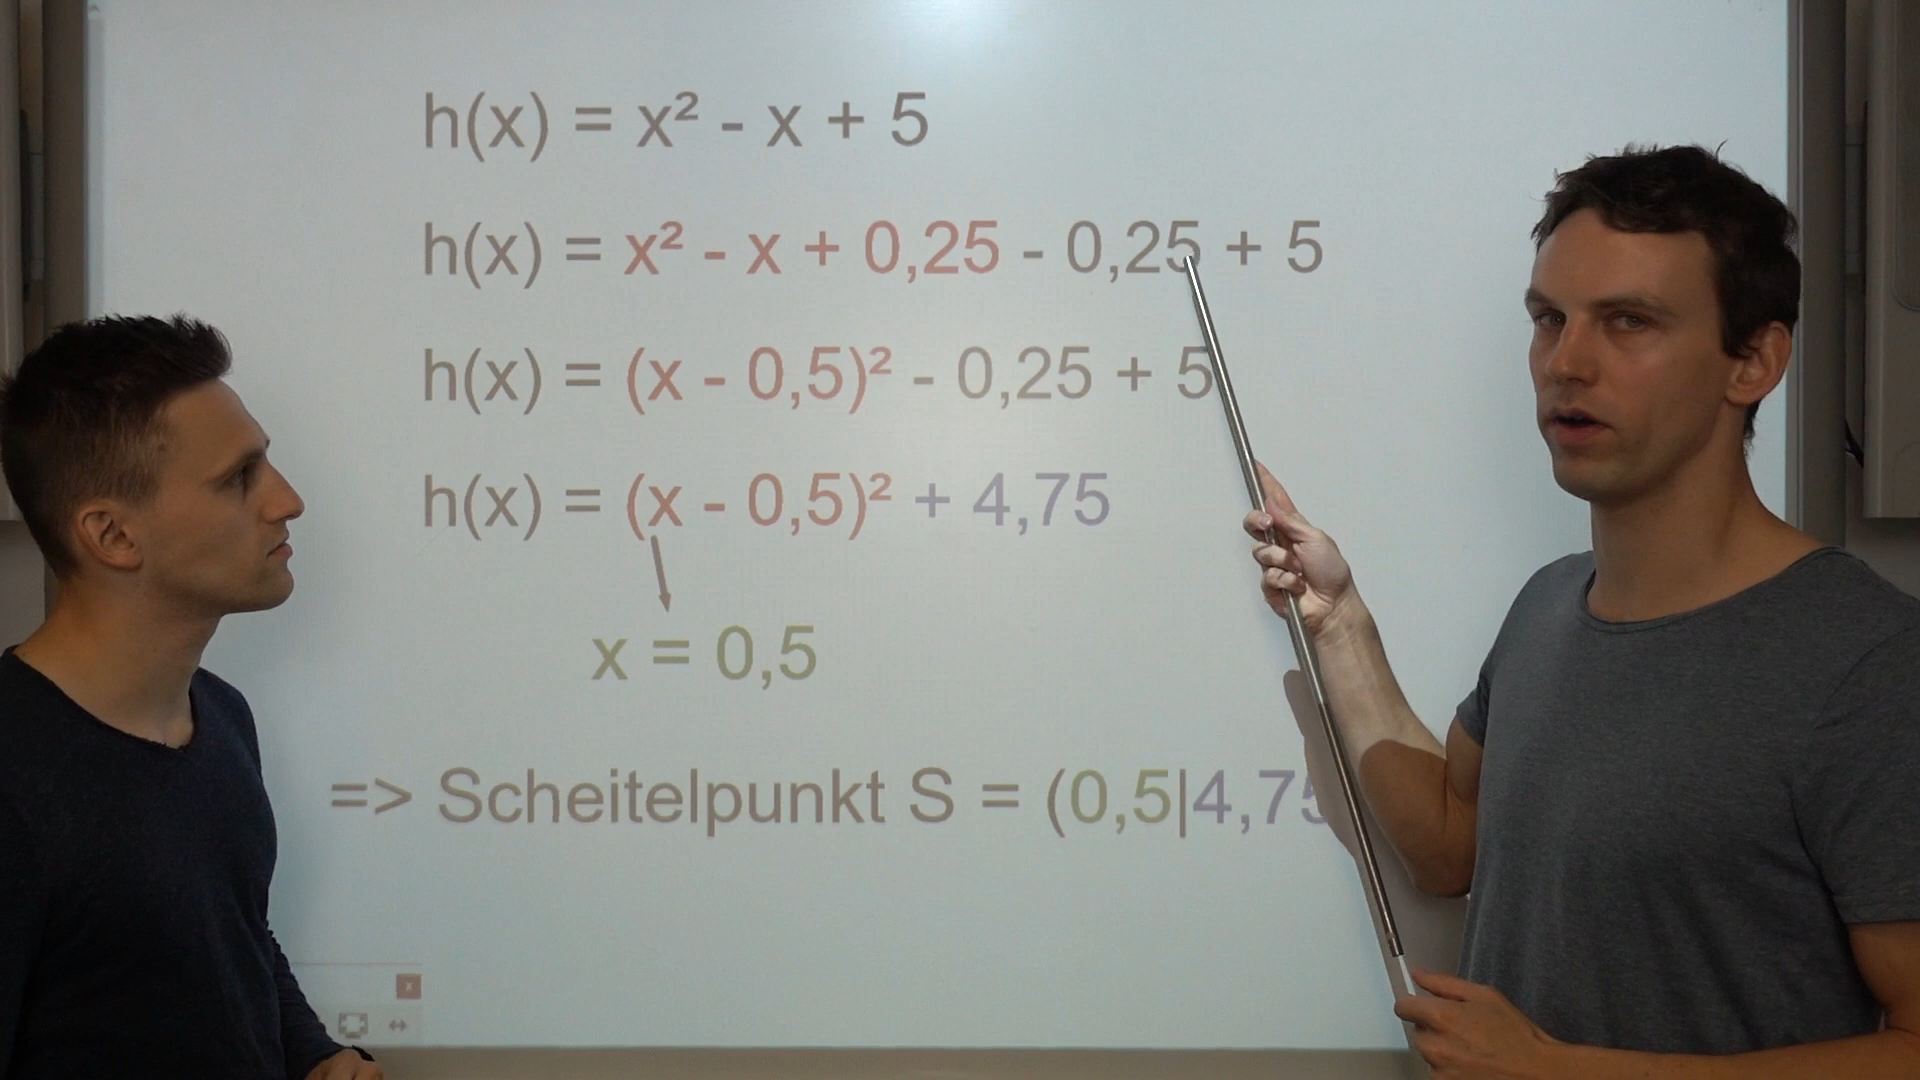 h(x) = x² - x + 5
h(x) = x² - x + 0,25 - 0,25 + 5
h(x) = (x - 0,5)² - 0,25 + 5
h(x) = (x - 0,5)² + 4,75
x = 0,5
=> Scheitelpunkt S = (0,5|4,75